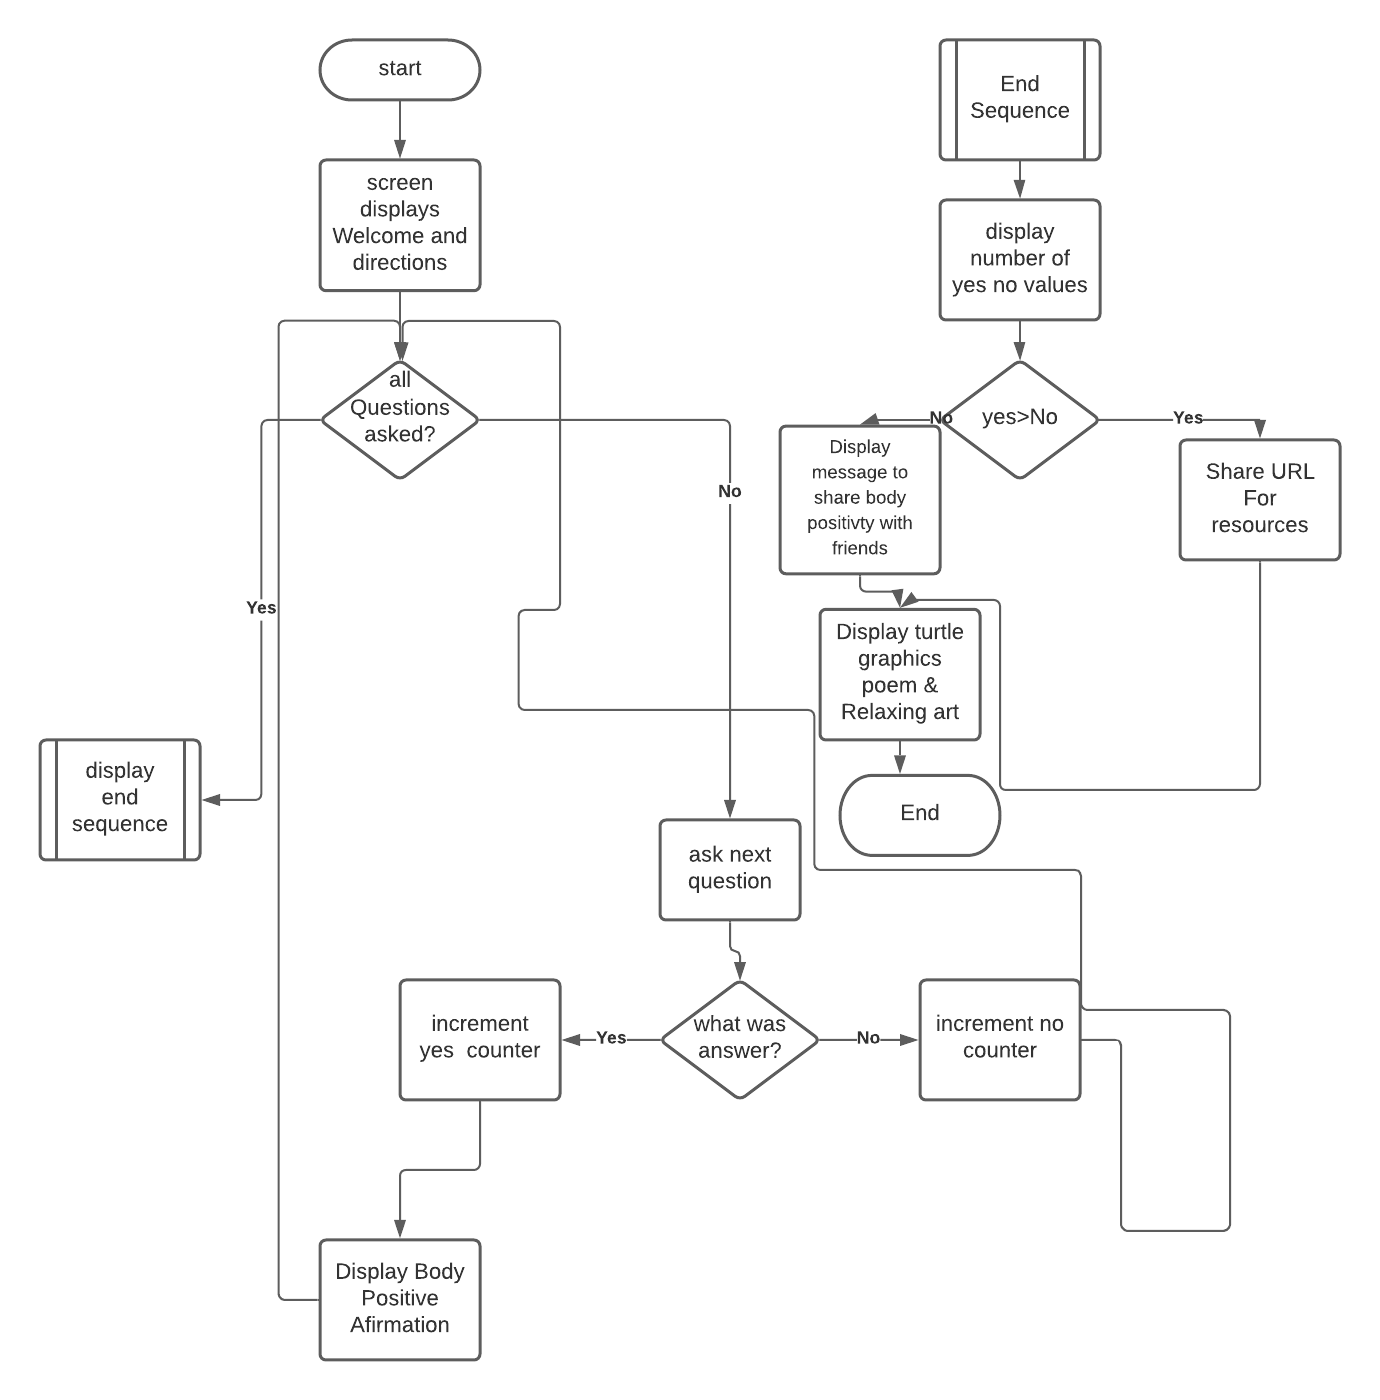 start
screen
displays
Welcome and
directions
all
Questions
asked?
Yes
No
display
end
sequence
ask next
question
what was
answer?
Yes
No
increment
yes  counter
increment no
counter
Display Body
Positive
Afirmation
End
Sequence
display
number of
yes no values
yes>No
No
Yes
Display
message to
share body
positivty with
friends
Share URL
For
resources
Display turtle
graphics
poem &
Relaxing art
End